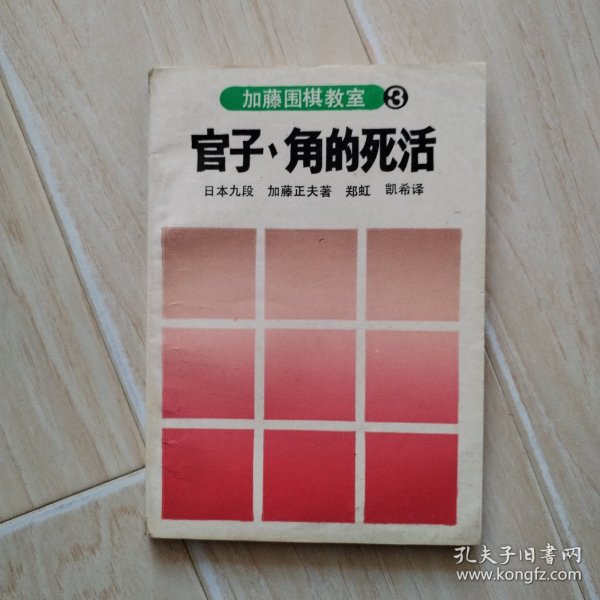 加藤围棋教室 3
官子、角的死活
日本九段 加藤正夫著 郑虹 凯希译
孔夫子旧书网
www.kongfz.com